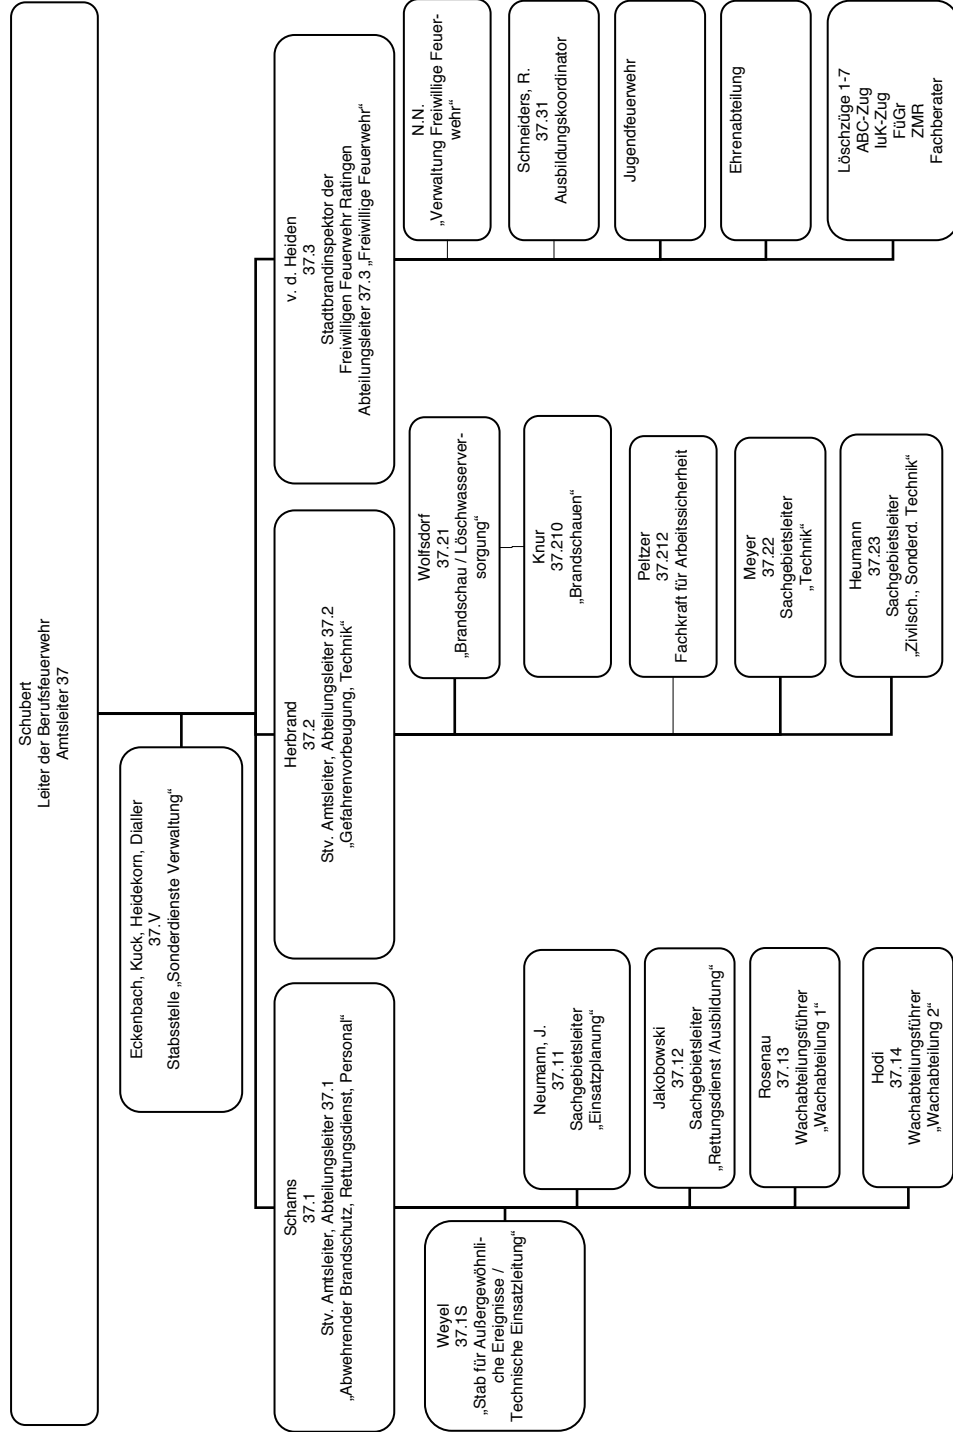 Schubert
Leiter der Berufsfeuerwehr
Amtsleiter 37
Eckenbach, Kuck, Heidekorn, Dialler
37.V
Stabsstelle „Sonderdienste Verwaltung“
Schams
37.1
Stv. Amtsleiter, Abteilungsleiter 37.1
„Abwehrender Brandschutz, Rettungsdienst, Personal“
Herbrand
37.2
Stv. Amtsleiter, Abteilungsleiter 37.2
„Gefahrenvorbeugung, Technik“
v. d. Heiden
37.3
Stadtbrandinspektor der
Freiwilligen Feuerwehr Ratingen
Abteilungsleiter 37.3 „Freiwillige Feuerwehr“
Weyel
37.1S
„Stab für Außergewöhnli-
che Ereignisse /
Technische Einsatzleitung“
Neumann, J.
37.11
Sachgebietsleiter
„Einsatzplanung“
Jakobowski
37.12
Sachgebietsleiter
„Rettungsdienst /Ausbildung“
Rosenau
37.13
Wachabteilungsführer
„Wachabteilung 1“
Hodi
37.14
Wachabteilungsführer
„Wachabteilung 2“
Wolfsdorf
37.21
„Brandschau / Löschwasserver-
sorgung“
Knur
37.210
„Brandschauen“
Peltzer
37.212
Fachkraft für Arbeitssicherheit
Meyer
37.22
Sachgebietsleiter
„Technik“
Heumann
37.23
Sachgebietsleiter
„Zivilsch., Sonderd. Technik“
N.N.
„Verwaltung Freiwillige Feuer-
wehr“
Schneiders, R.
37.31
Ausbildungskoordinator
Jugendfeuerwehr
Ehrenabteilung
Löschzüge 1-7
ABC-Zug
IuK-Zug
FüGr
ZMR
Fachberater